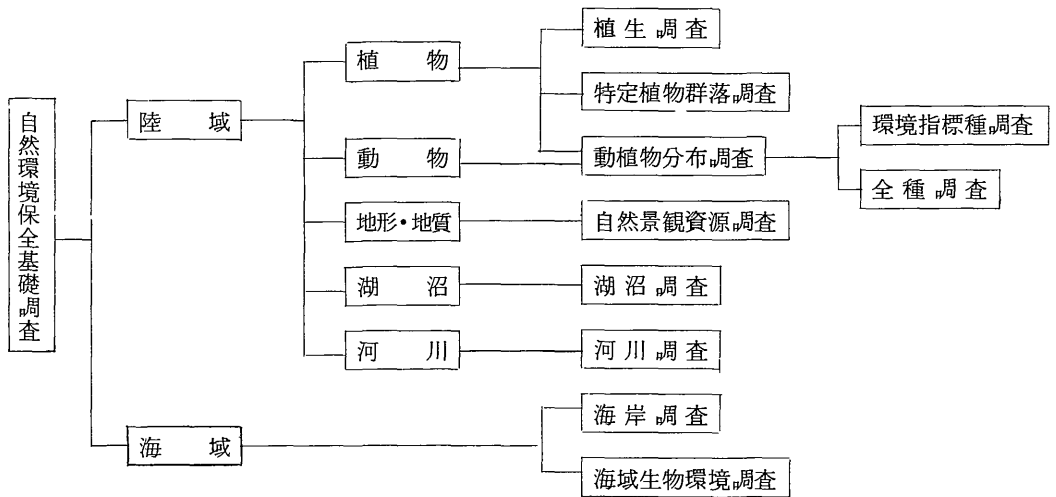 自然環境保全基礎調査
陸域
植物
植生調査
特定植物群落調査
動物
動植物分布調査
環境指標種調査
全種調査
地形・地質
自然景観資源調査
湖沼
湖沼調査
河川
河川調査
海域
海岸調査
海域生物環境調査